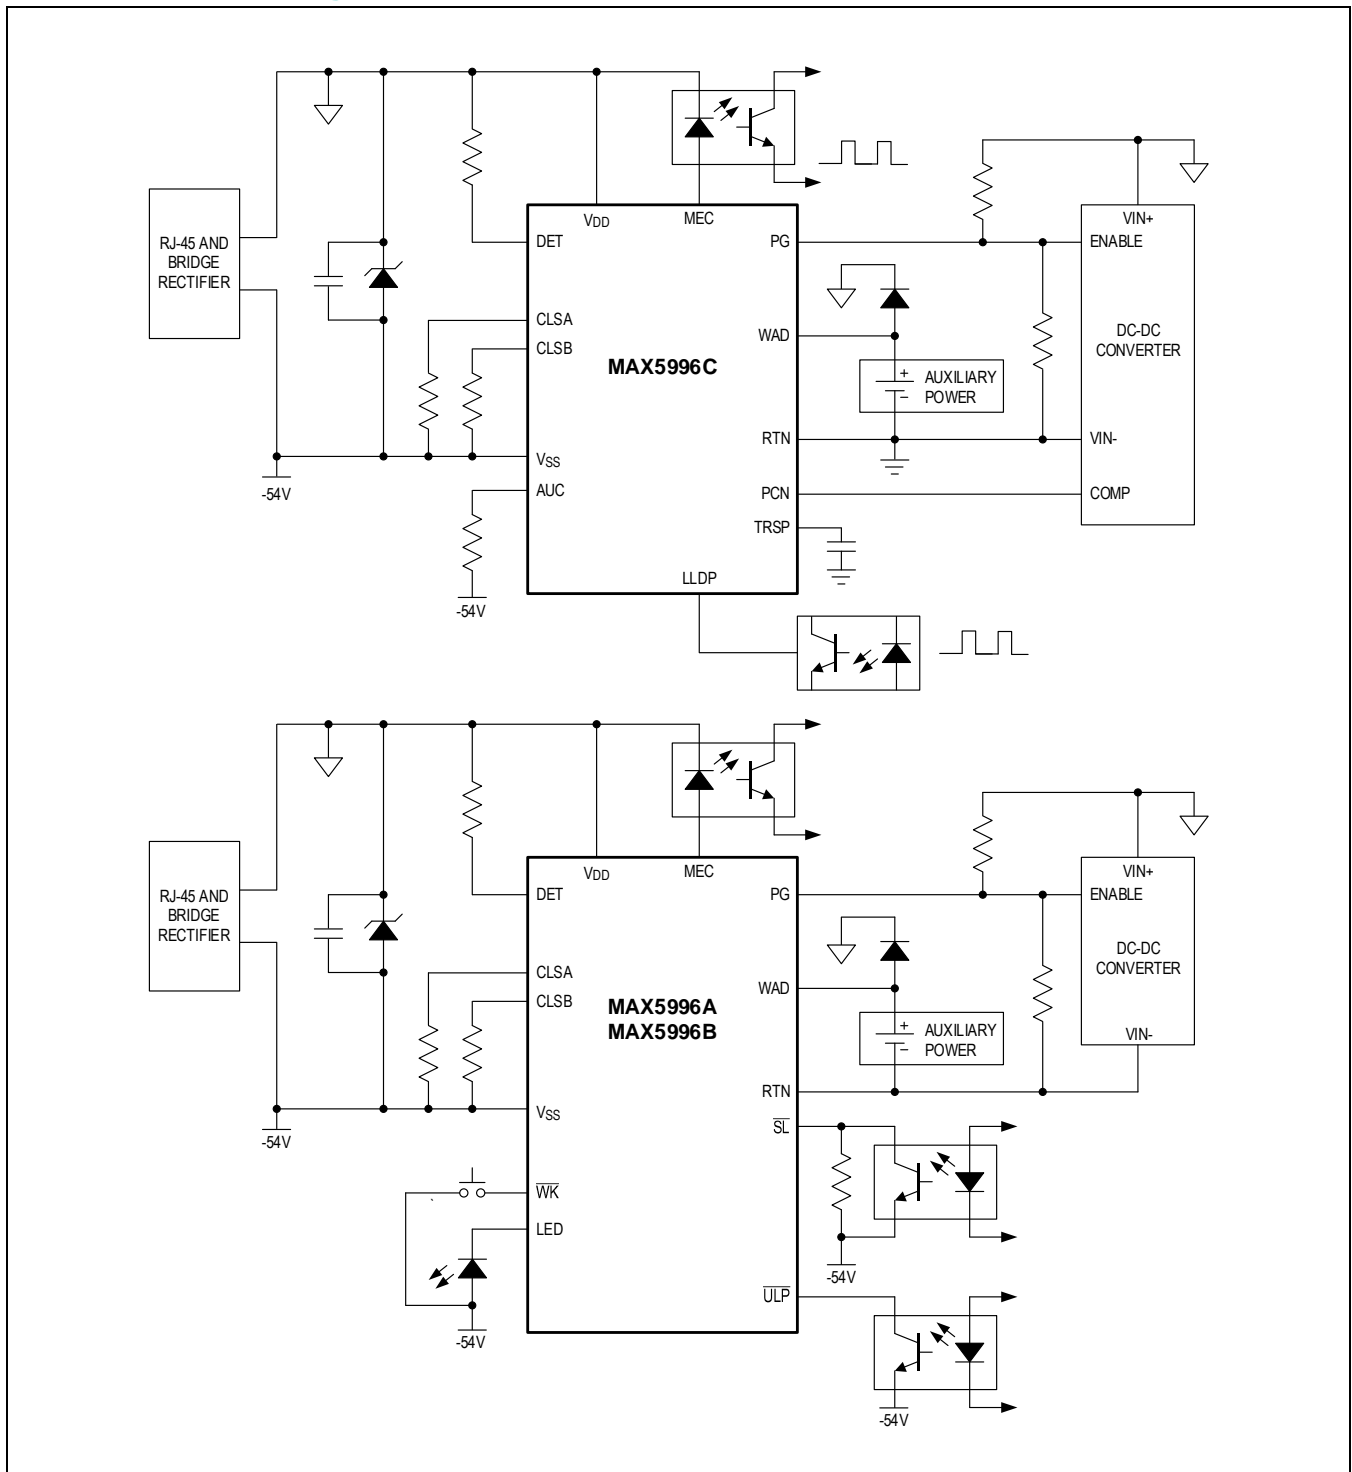 VDD
MEC
RJ-45 AND
BRIDGE
RECTIFIER
DET
CLSA
CLSB
VSS
-54V
AUC
-54V
MAX5996C
PG
WAD
RTN
PCN
TRSP
LLDP
+
−
AUXILIARY
POWER
VIN+
ENABLE
DC-DC
CONVERTER
VIN-
COMP
VDD
MEC
RJ-45 AND
BRIDGE
RECTIFIER
DET
CLSA
CLSB
VSS
-54V
WK
LED
-54V
MAX5996A
MAX5996B
PG
WAD
RTN
SL
ULP
+
−
AUXILIARY
POWER
VIN+
ENABLE
DC-DC
CONVERTER
VIN-
-54V
-54V